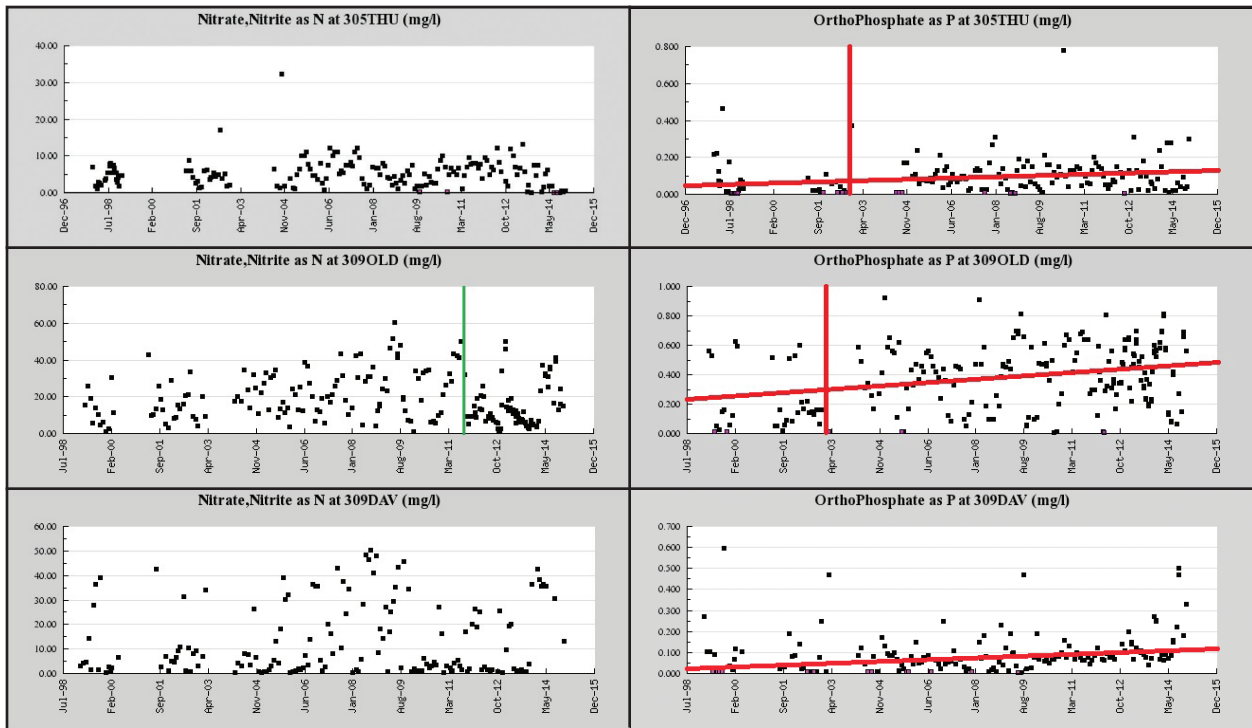 Nitrate,Nitrite as N at 305THU (mg/l)
40.00
30.00
20.00
10.00
0.00
Dec-96
Jul-98
Feb-00
Sep-01
Apr-03
Nov-04
Jun-06
Jan-08
Aug-09
Mar-11
Oct-12
May-14
Dec-15
OrthoPhosphate as P at 305THU (mg/l)
0.800
0.600
0.400
0.200
0.000
Dec-96
Jul-98
Feb-00
Sep-01
Apr-03
Nov-04
Jun-06
Jan-08
Aug-09
Mar-11
Oct-12
May-14
Dec-15
Nitrate,Nitrite as N at 309OLD (mg/l)
80.00
60.00
40.00
20.00
0.00
Jul-98
Feb-00
Sep-01
Apr-03
Nov-04
Jun-06
Jan-08
Aug-09
Mar-11
Oct-12
May-14
Dec-15
OrthoPhosphate as P at 309OLD (mg/l)
1.000
0.800
0.600
0.400
0.200
0.000
Jul-98
Feb-00
Sep-01
Apr-03
Nov-04
Jun-06
Jan-08
Aug-09
Mar-11
Oct-12
May-14
Dec-15
Nitrate,Nitrite as N at 309DAV (mg/l)
60.00
50.00
40.00
30.00
20.00
10.00
0.00
Jul-98
Feb-00
Sep-01
Apr-03
Nov-04
Jun-06
Jan-08
Aug-09
Mar-11
Oct-12
May-14
Dec-15
OrthoPhosphate as P at 309DAV (mg/l)
0.700
0.600
0.500
0.400
0.300
0.200
0.100
0.000
Jul-98
Feb-00
Sep-01
Apr-03
Nov-04
Jun-06
Jan-08
Aug-09
Mar-11
Oct-12
May-14
Dec-15